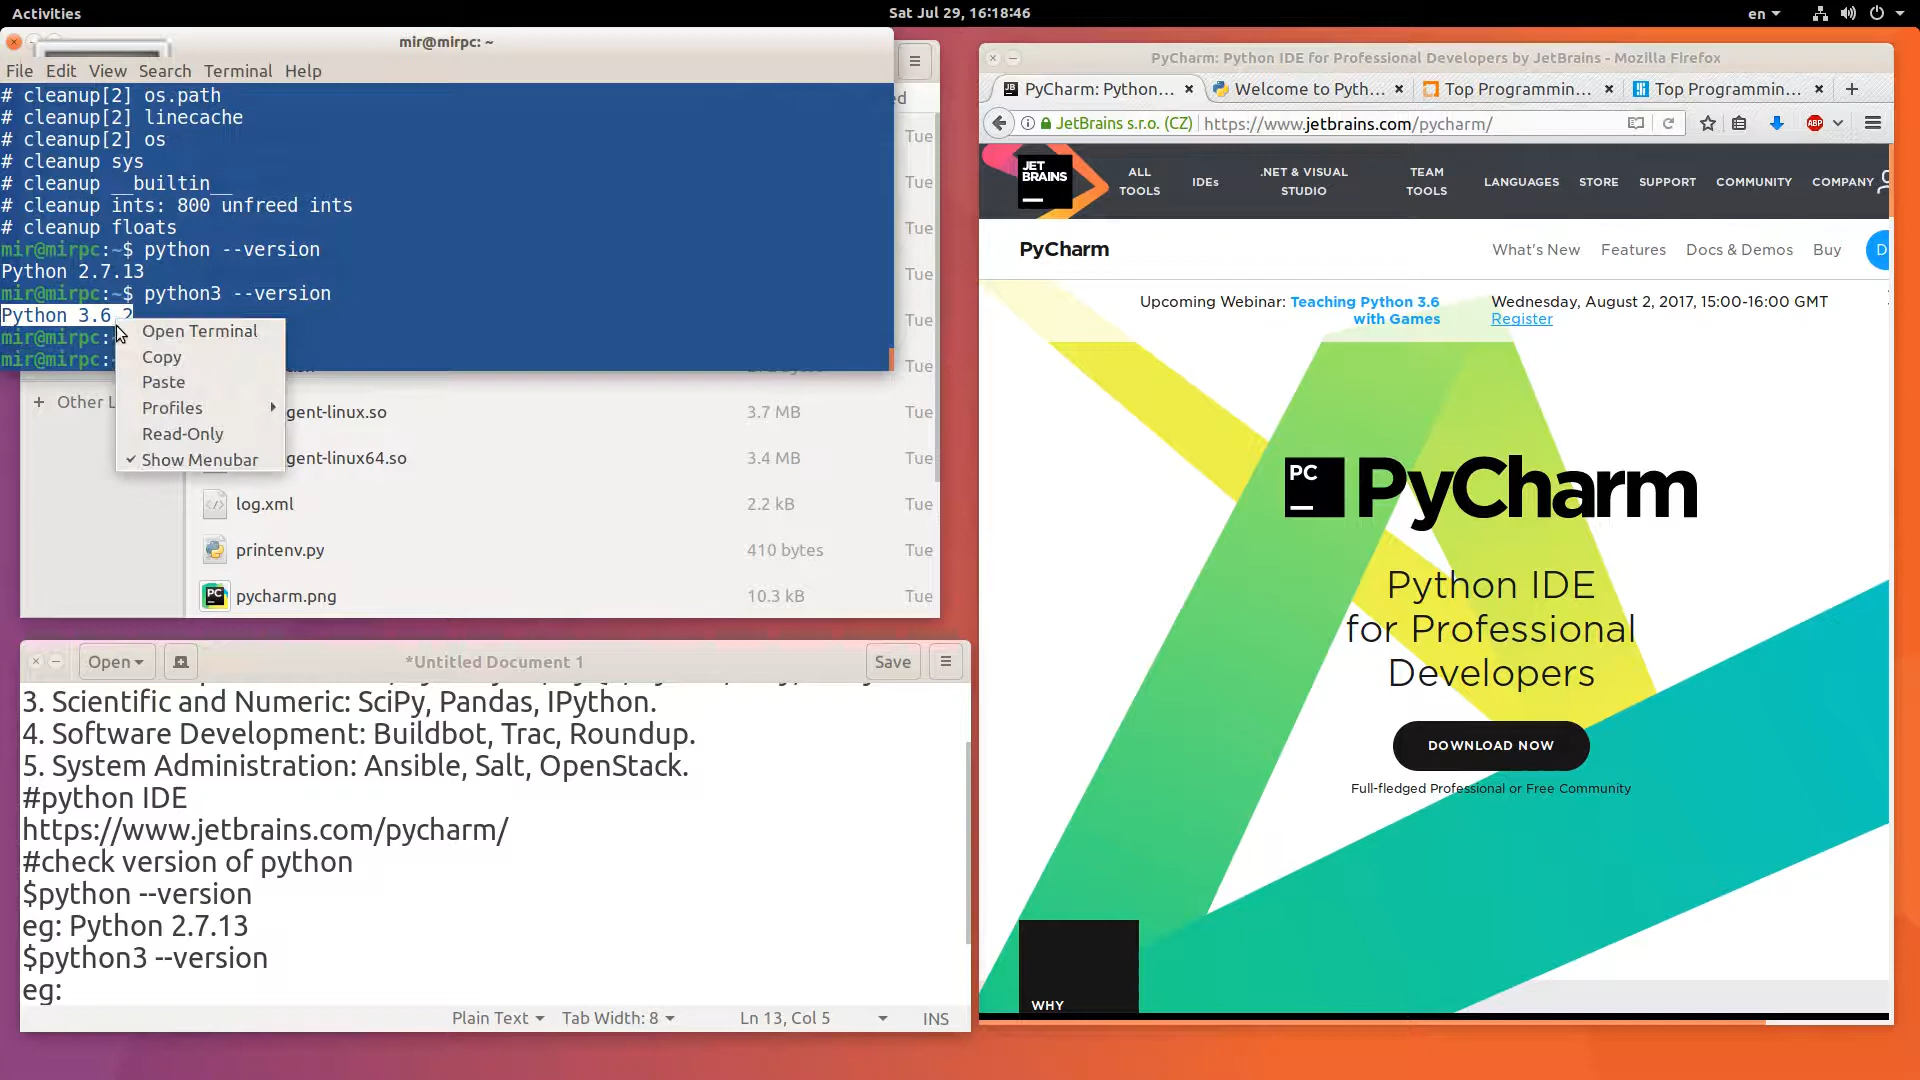 Activities
Sat Jul 29, 16:18:46
en
mir@mirpc: ~
File Edit View Search Terminal Help
# cleanup[2] os.path
# cleanup[2] linecache
# cleanup[2] os
# cleanup sys
# cleanup __builtin__
# cleanup ints: 800 unfreed ints
# cleanup floats
mir@mirpc:~$ python --version
Python 2.7.13
mir@mirpc:~$ python3 --version
Python 3.6.2
mir@mirpc:
mir@mirpc:
Open Terminal
Copy
Paste
Profiles
Read-Only
Show Menubar
Tue
Tue
Tue
Tue
Tue
Tue
+ Other L
gent-linux.so 3.7 MB Tue
gent-linux64.so 3.4 MB Tue
log.xml 2.2 kB Tue
printenv.py 410 bytes Tue
PC pycharm.png 10.3 kB Tue
Open
*Untitled Document 1
Save
3. Scientific and Numeric: SciPy, Pandas, IPython.
4. Software Development: Buildbot, Trac, Roundup.
5. System Administration: Ansible, Salt, OpenStack.
#python IDE
https://www.jetbrains.com/pycharm/
#check version of python
$python --version
eg: Python 2.7.13
$python3 --version
eg:
Plain Text Tab Width: 8 Ln 13, Col 5 INS
PyCharm: Python IDE for Professional Developers by JetBrains - Mozilla Firefox
PyCharm: Python... Welcome to Pyth... Top Programmin... Top Programmin...
JetBrains s.r.o. (CZ) https://www.jetbrains.com/pycharm/
ABP
JET
BRAINS
ALL
TOOLS
IDEs
.NET & VISUAL
STUDIO
TEAM
TOOLS
LANGUAGES STORE SUPPORT COMMUNITY COMPANY
PyCharm
What's New Features Docs & Demos Buy D
Upcoming Webinar: Teaching Python 3.6
with Games
Wednesday, August 2, 2017, 15:00-16:00 GMT
Register
PC PyCharm
Python IDE
for Professional
Developers
DOWNLOAD NOW
Full-fledged Professional or Free Community
WHY